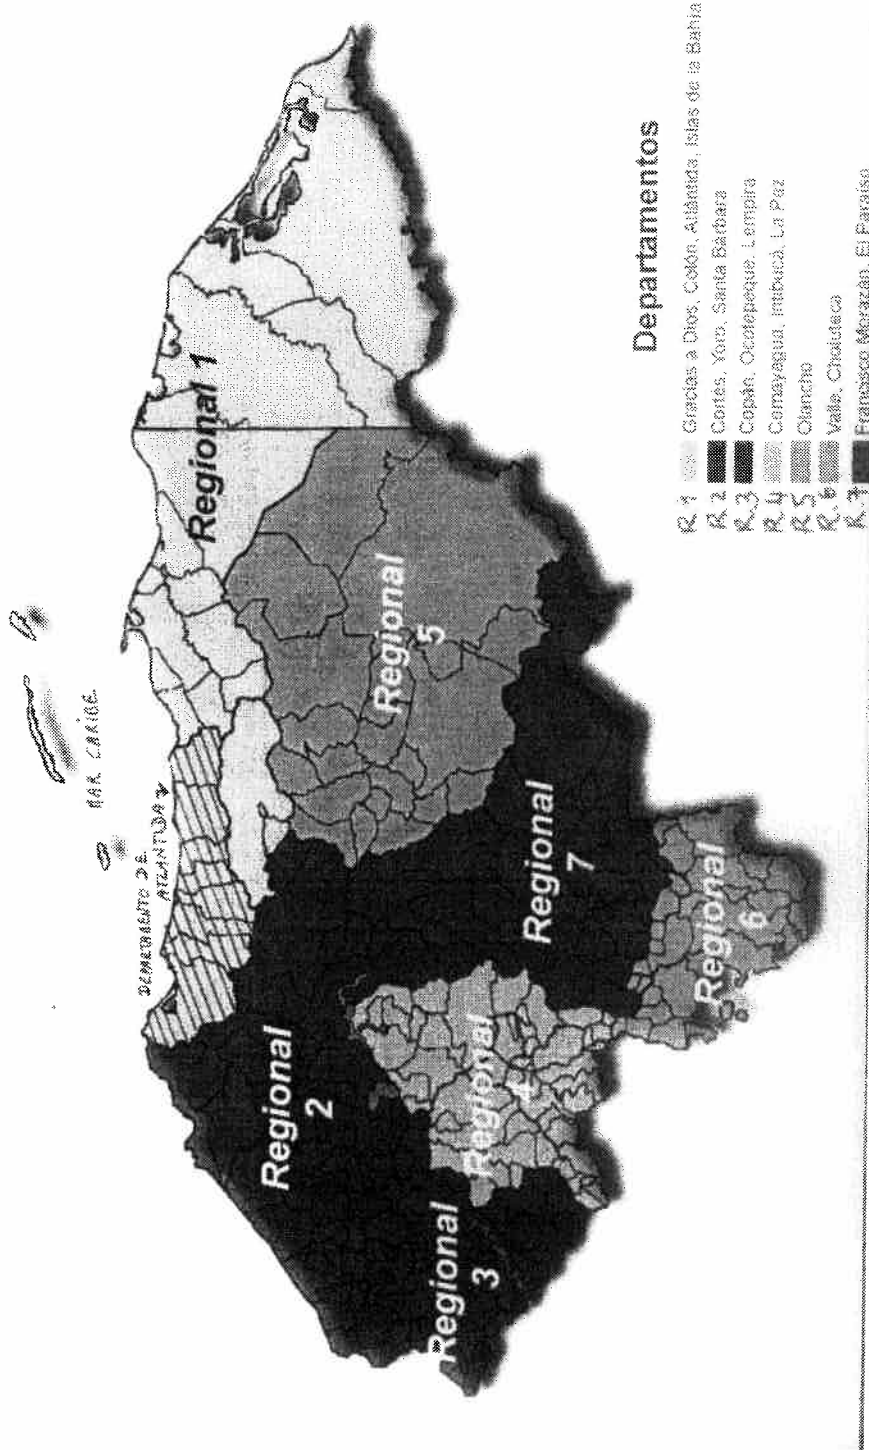 MAR CARIBE
DEPARTAMENTO DE
ATLANTIDA
Regional 1
Regional
2
Regional
3
Regional
4
Regional
5
Regional
6
Regional
7
Departamentos
R.1 Gracias a Dios, Colón, Atlántida, Islas de la Bahia
R.2 Cortés, Yoro, Santa Bárbara
R.3 Copán, Ocotepeque, Lempira
R.4 Comayagua, Intibucá, La Paz
R.5 Olancho
R.6 Valle, Choluteca
R.7 Francisco Morazán, El Paraíso